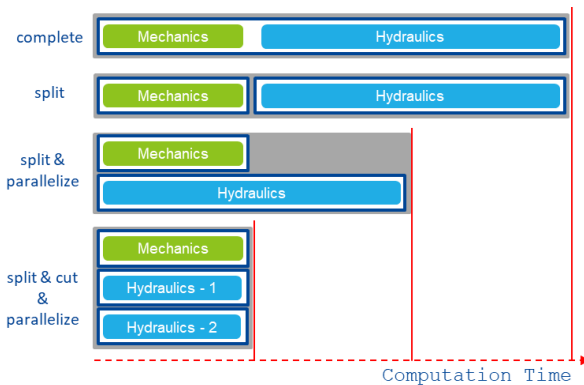 complete
Mechanics
Hydraulics
split
Mechanics
Hydraulics
split &
parallelize
Mechanics
Hydraulics
split & cut
&
parallelize
Mechanics
Hydraulics - 1
Hydraulics - 2
Computation Time